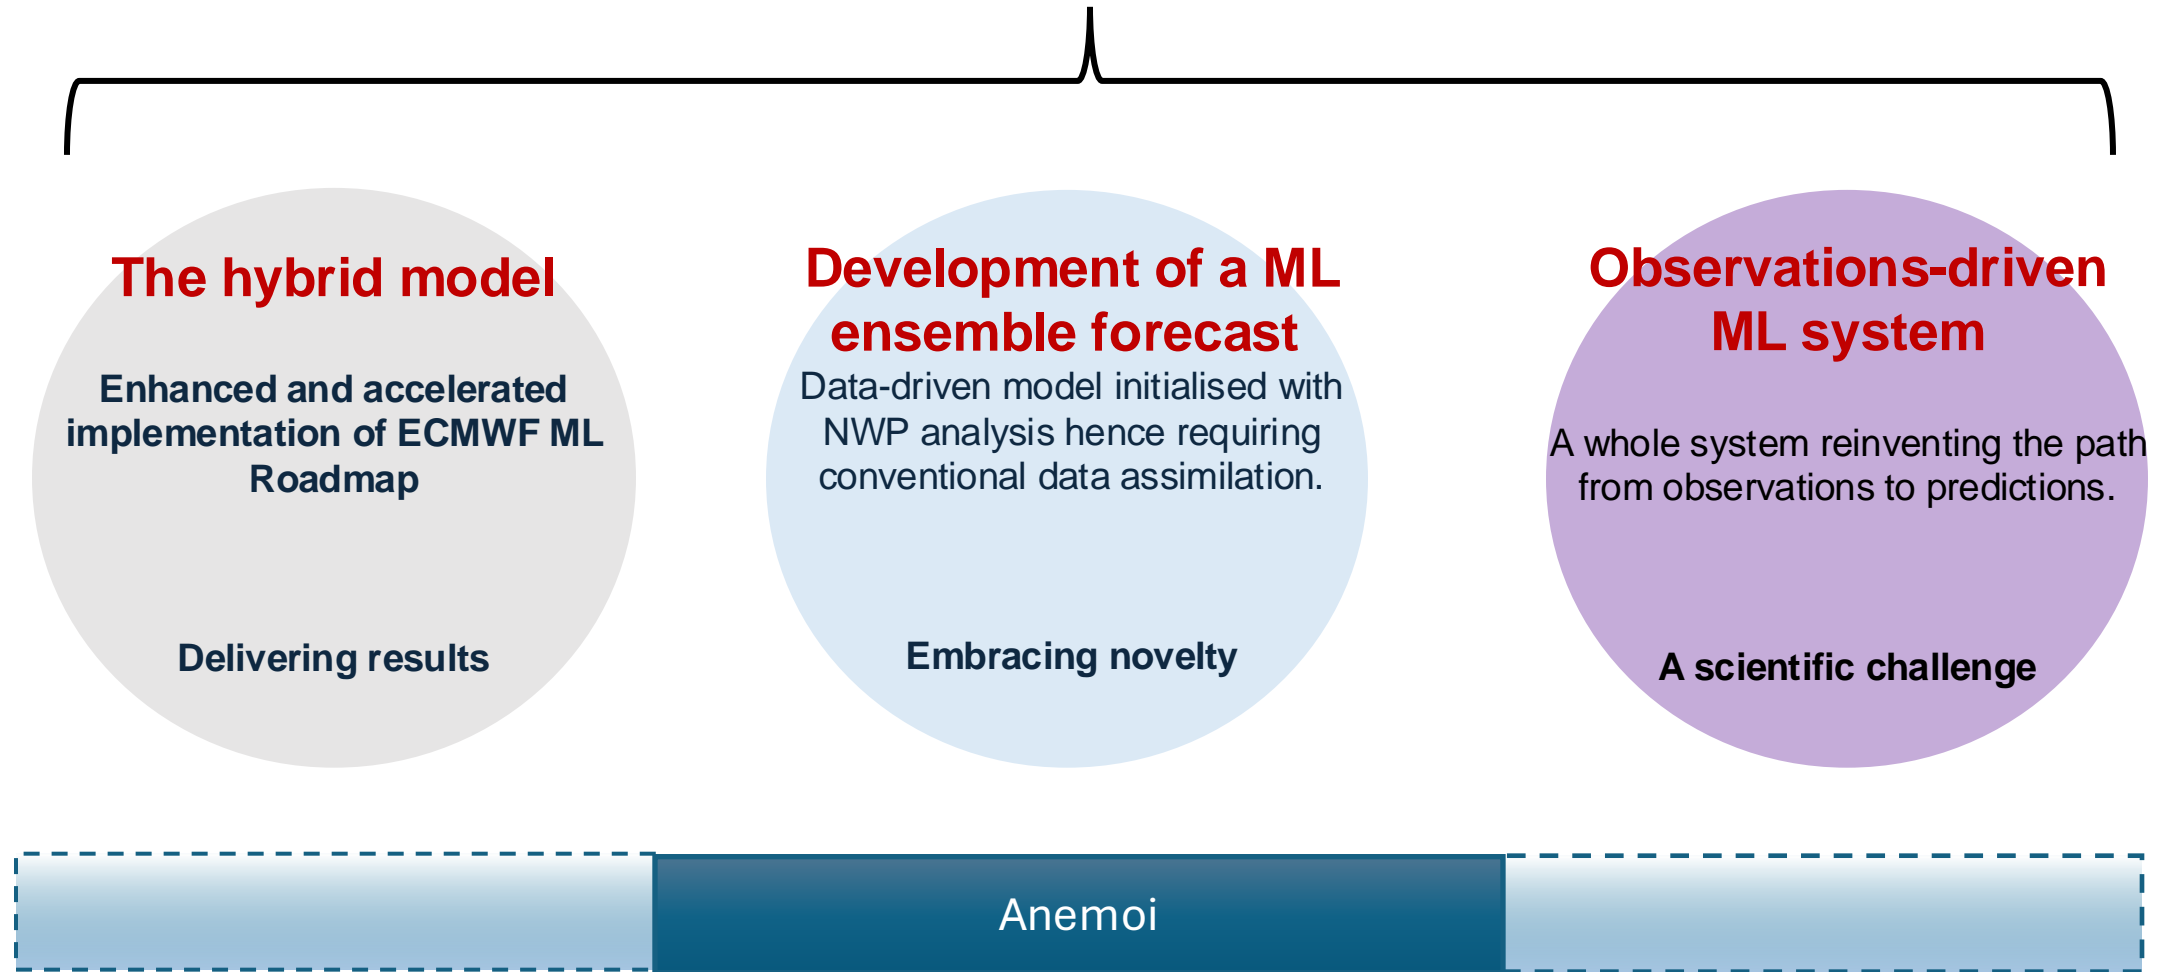 The hybrid model
Enhanced and accelerated
implementation of ECMWF ML
Roadmap
Delivering results
Development of a ML
ensemble forecast
Data-driven model initialised with
NWP analysis hence requiring
conventional data assimilation.
Embracing novelty
Observations-driven
ML system
A whole system reinventing the path
from observations to predictions.
A scientific challenge
Anemoi